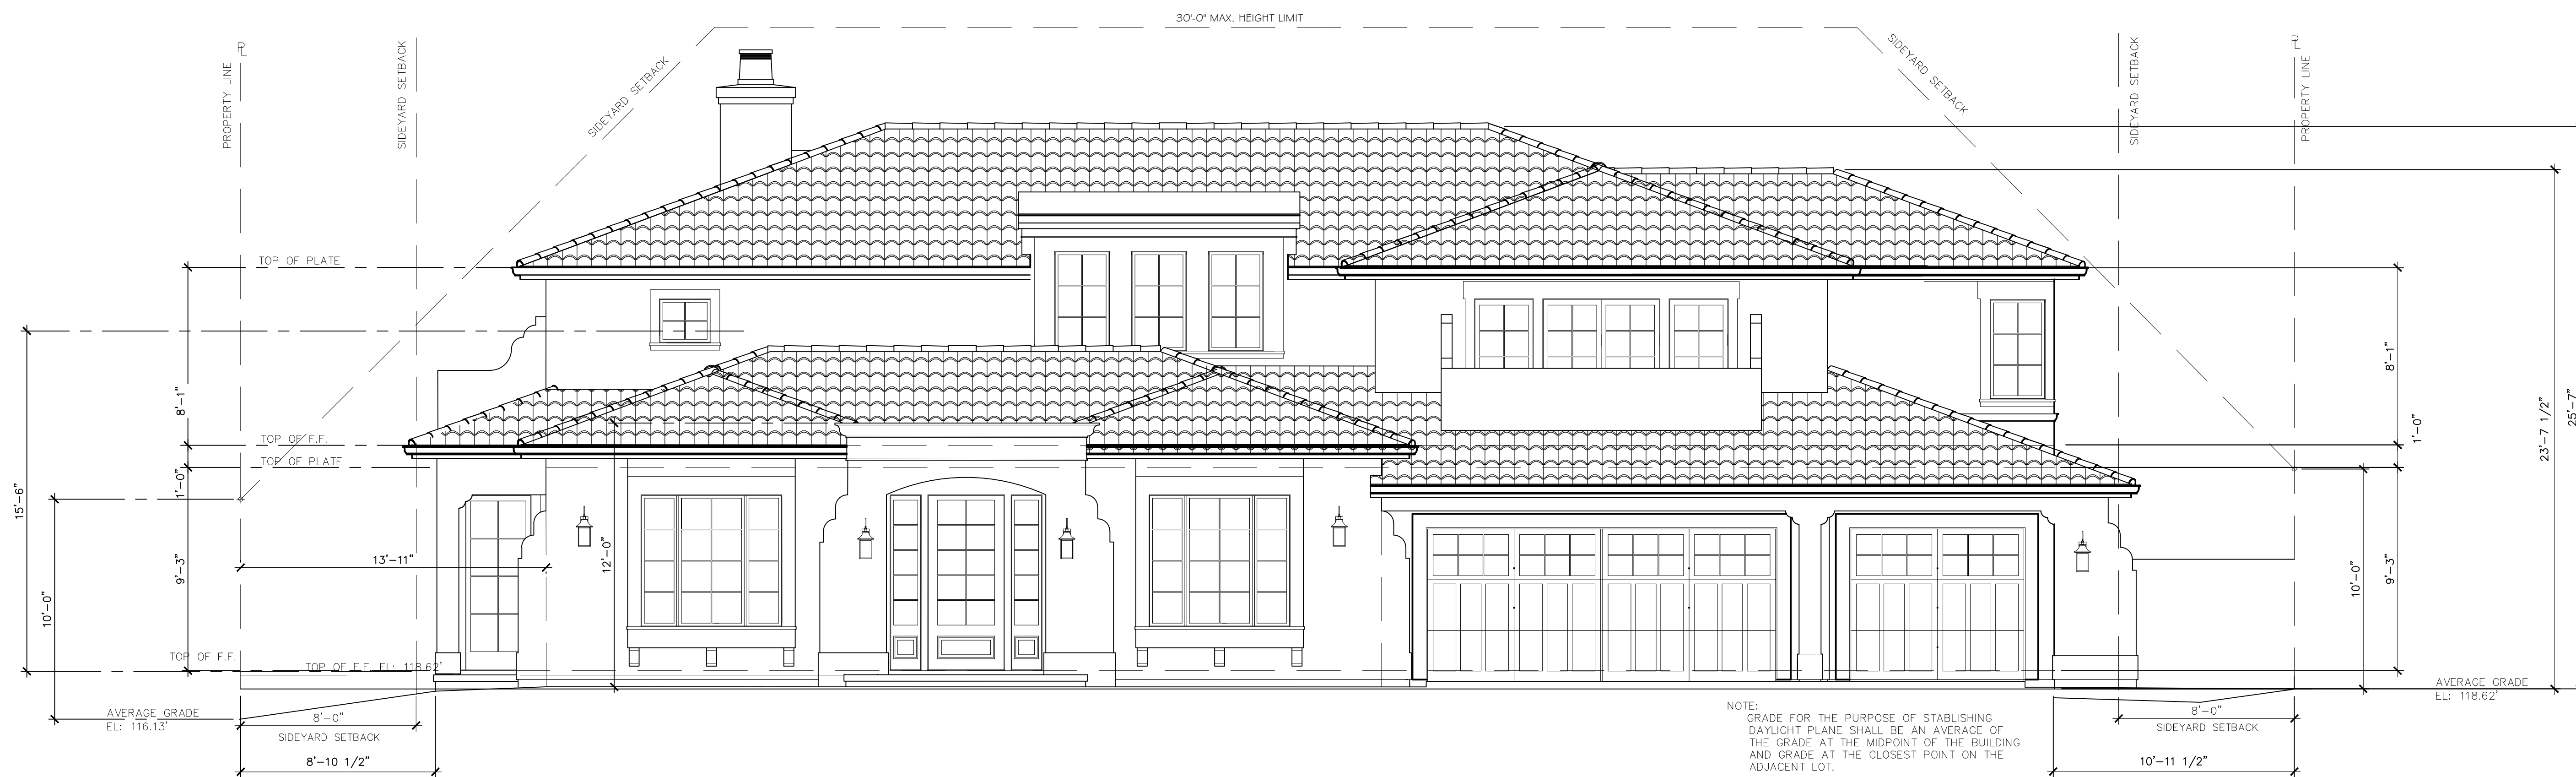 30'-0" MAX. HEIGHT LIMIT
PL
PROPERTY LINE
SIDEYARD SETBACK
SIDEYARD SETBACK
SIDEYARD SETBACK
SIDEYARD SETBACK
PL
PROPERTY LINE
TOP OF PLATE
8'-1"
TOP OF F.F.
TOP OF PLATE
1'-0"
15'-6"
10'-0"
9'-3"
13'-11"
12'-0"
TOP OF F.F.
TOP OF F.F. EL: 118.62'
AVERAGE GRADE
EL: 116.13'
8'-0"
SIDEYARD SETBACK
8'-10 1/2"
8'-1"
1'-0"
23'-7 1/2"
25'-7"
10'-0"
9'-3"
AVERAGE GRADE
EL: 118.62'
8'-0"
SIDEYARD SETBACK
10'-11 1/2"
NOTE:
GRADE FOR THE PURPOSE OF STABLISHING
DAYLIGHT PLANE SHALL BE AN AVERAGE OF
THE GRADE AT THE MIDPOINT OF THE BUILDING
AND GRADE AT THE CLOSEST POINT ON THE
ADJACENT LOT.